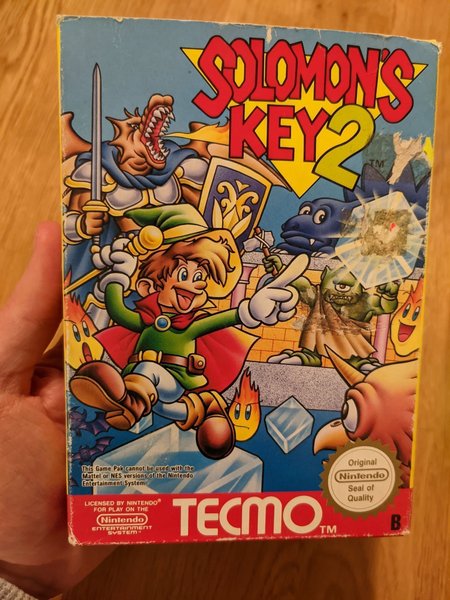 SOLOMON'S
KEY 2
TM
This Game Pak cannot be used with the
Mattel or NES versions of the Nintendo
Entertainment System.
LICENSED BY NINTENDO®
FOR PLAY ON THE
Nintendo
ENTERTAINMENT
SYSTEM™
TECMO TM
Original
Nintendo
Seal of
Quality
B